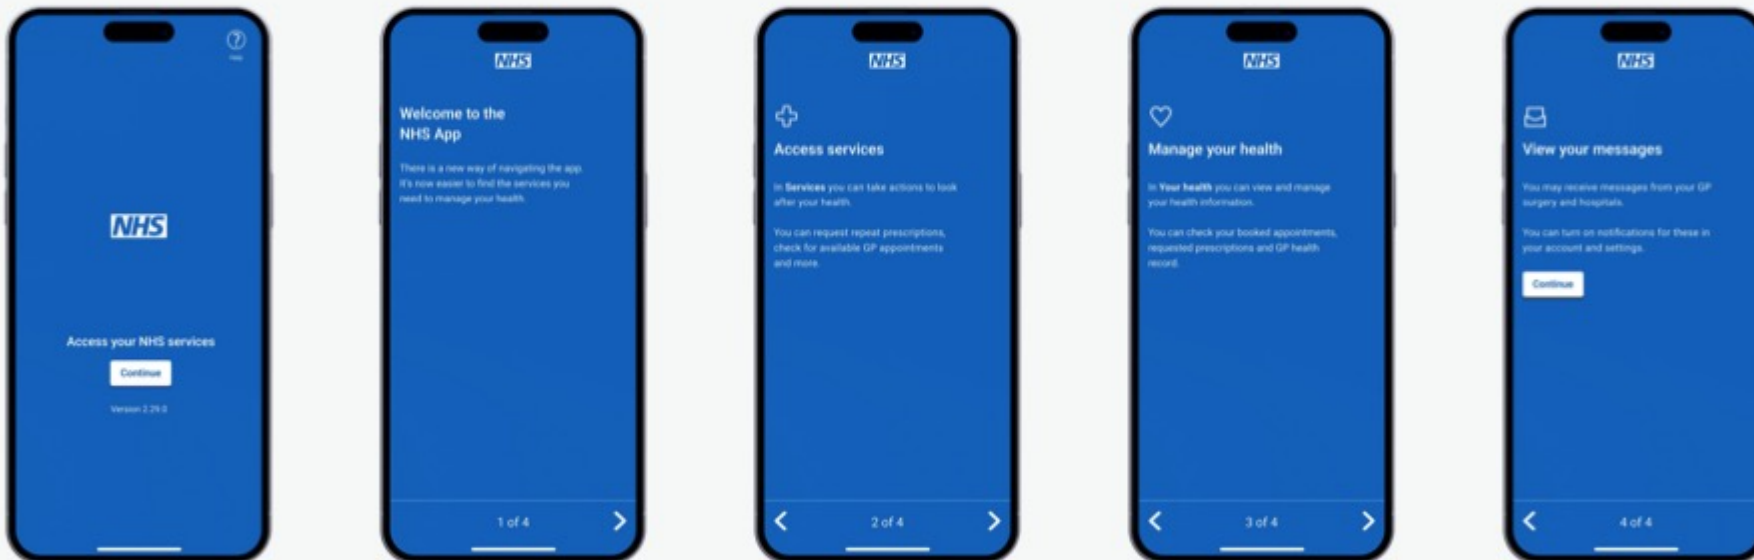 ?
Help
NHS
Access your NHS services
Continue
Version 2.29.0
NHS
Welcome to the
NHS App
There is a new way of navigating the app.
It's now easier to find the services you
need to manage your health.
1 of 4
NHS
Access services
In Services you can take actions to look
after your health.
You can request repeat prescriptions,
check for available GP appointments
and more.
2 of 4
NHS
Manage your health
In Your health you can view and manage
your health information.
You can check your booked appointments,
requested prescriptions and GP health
record.
3 of 4
NHS
View your messages
You may receive messages from your GP
surgery and hospitals.
You can turn on notifications for these in
your account and settings.
Continue
4 of 4